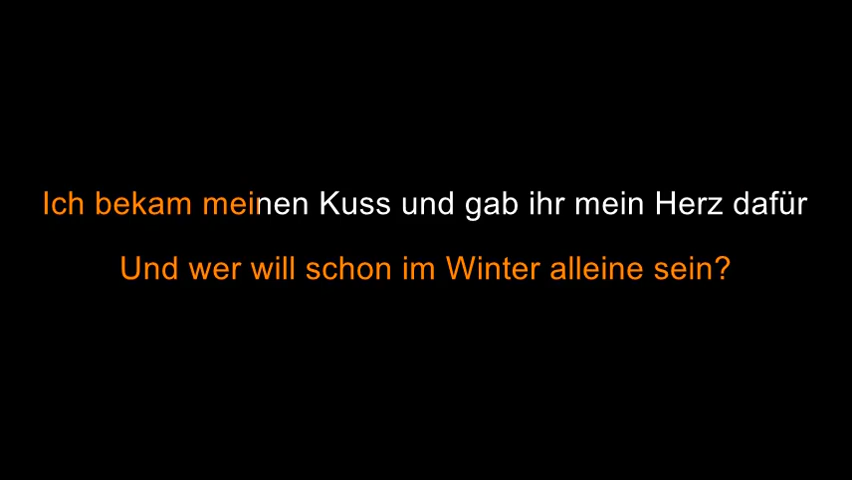 Ich bekam meinen Kuss und gab ihr mein Herz dafür
Und wer will schon im Winter alleine sein?